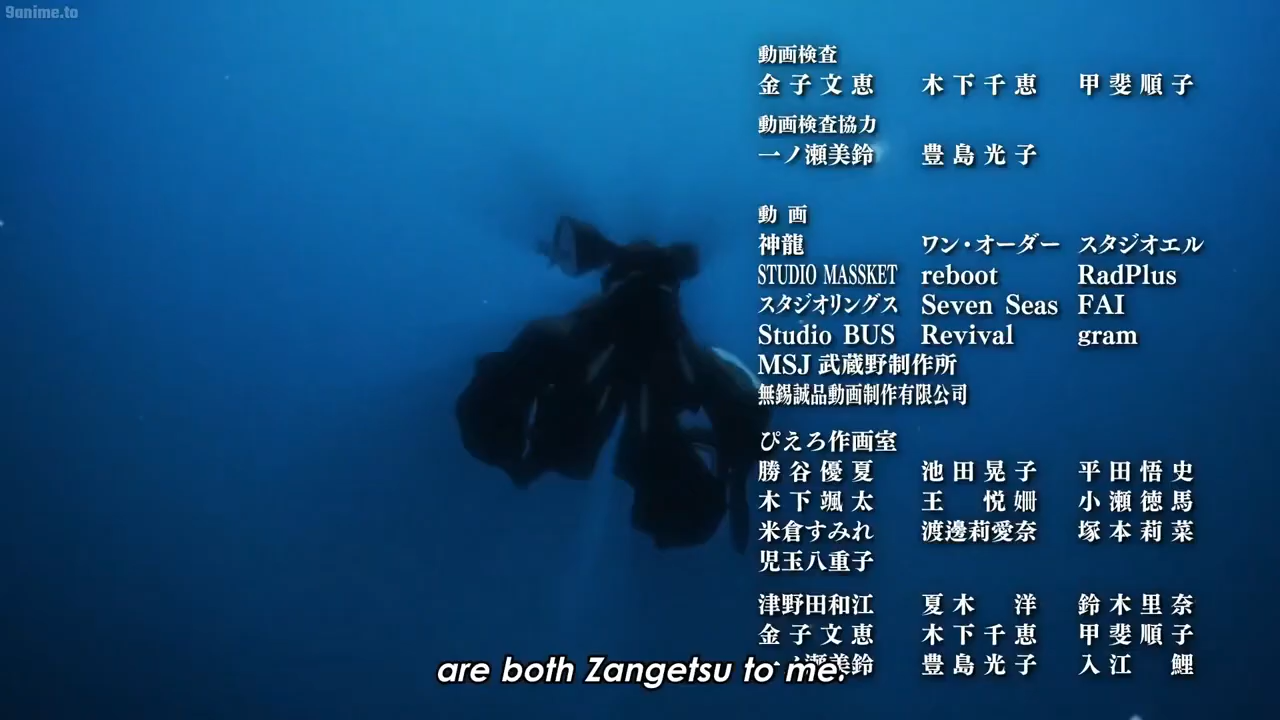 9anime.to
動画検査
金子文恵 木下千恵 甲斐順子
動画検査協力
一ノ瀬美鈴 豊島光子
動画
神龍 ワン・オーダー スタジオエル
STUDIO MASSKET reboot RadPlus
スタジオリングス Seven Seas FAI
Studio BUS Revival gram
MSJ武蔵野制作所
無錫誠品動画制作有限公司
ぴえろ作画室
勝谷優夏 池田晃子 平田悟史
木下颯太 王悦姍 小瀬徳馬
米倉すみれ 渡邊莉愛奈 塚本莉菜
児玉八重子
津野田和江 夏木洋 鈴木里奈
金子文恵 木下千恵 甲斐順子
一ノ瀬美鈴 豊島光子 入江鯉
are both Zangetsu to me.